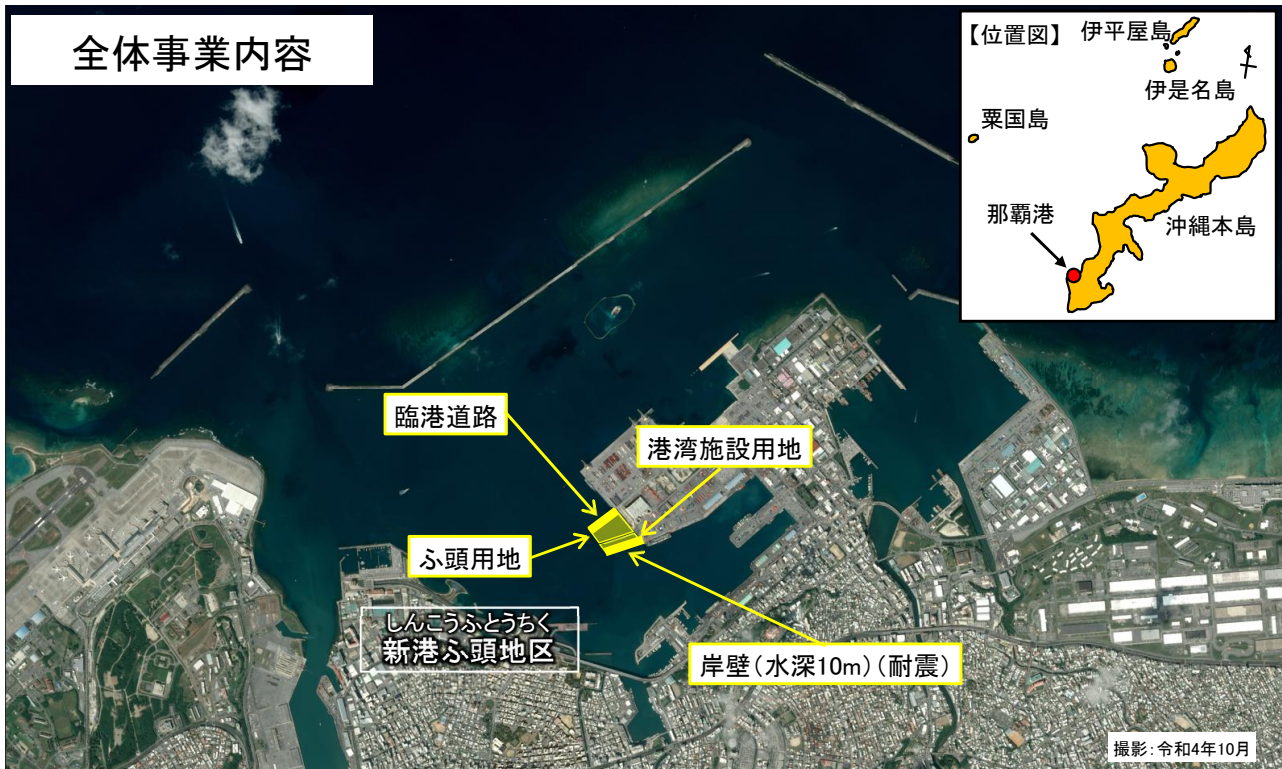 全体事業内容
【位置図】
伊平屋島
伊是名島
粟国島
那覇港
沖縄本島
臨港道路
港湾施設用地
ふ頭用地
しんこうふとうちく
新港ふ頭地区
岸壁(水深10m)(耐震)
撮影:令和4年10月